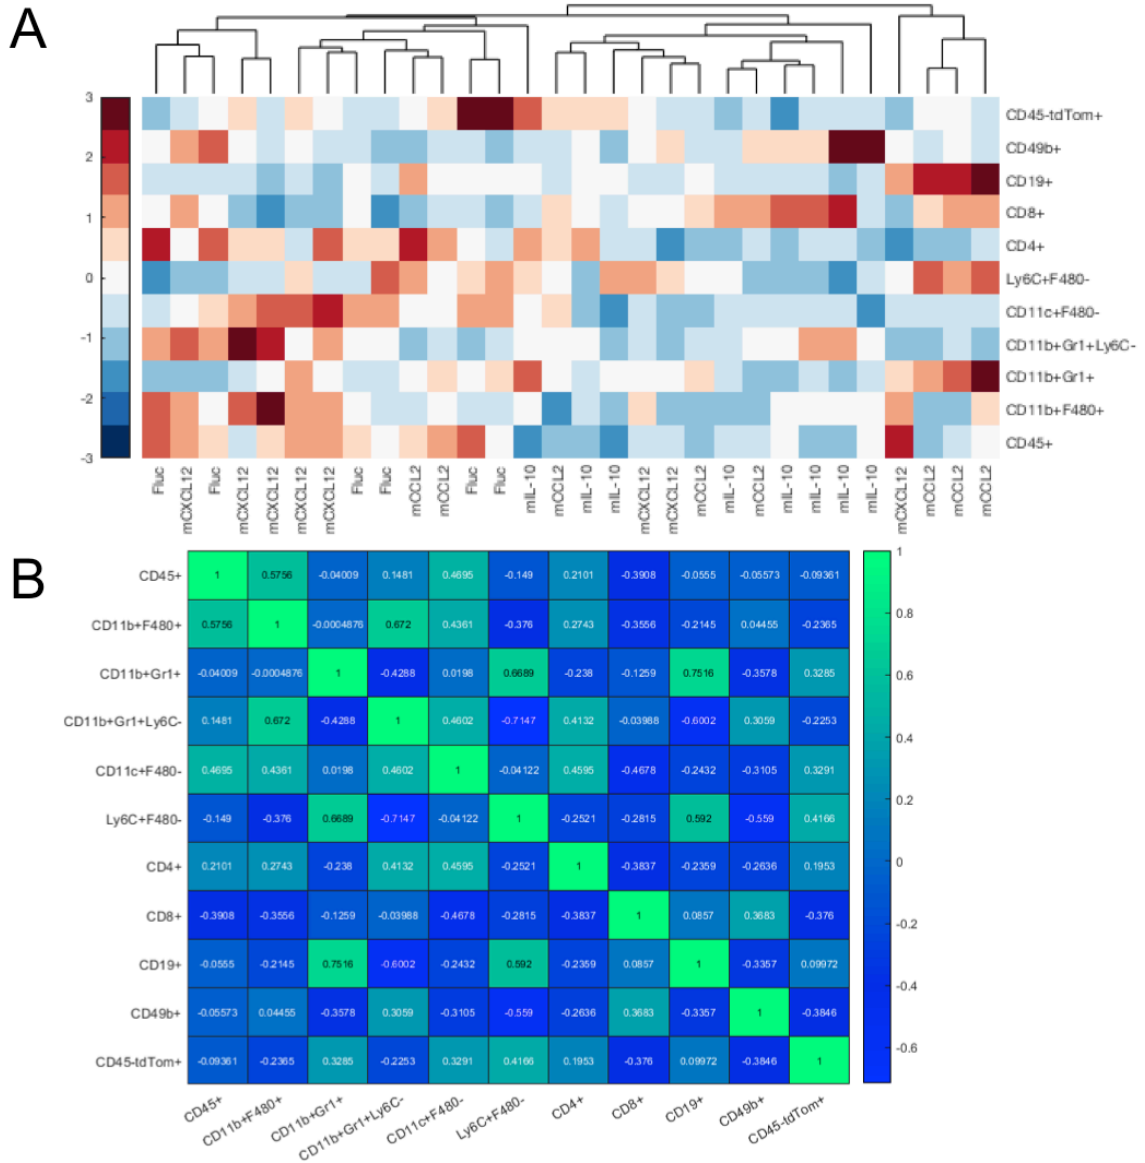 A
3
2
1
0
-1
-2
-3
CD45-tdTom+
CD49b+
CD19+
CD8+
CD4+
Ly6C+F480-
CD11c+F480-
CD11b+Gr1+Ly6C-
CD11b+Gr1+
CD11b+F480+
CD45+
Fluc
mCXCL12
Fluc
mCXCL12
mCXCL12
mCXCL12
mCXCL12
Fluc
Fluc
mCCL2
mCCL2
Fluc
Fluc
mIL-10
mCCL2
mIL-10
mIL-10
mCXCL12
mCXCL12
mCCL2
mIL-10
mCCL2
mIL-10
mIL-10
mIL-10
mIL-10
mCXCL12
mCCL2
mCCL2
mCCL2
B
CD45+ 1 0.5756 -0.04009 0.1481 0.4695 -0.149 0.2101 -0.3908 -0.0555 -0.05573 -0.09361
CD11b+F480+ 0.5756 1 -0.0004876 0.672 0.4361 -0.376 0.2743 -0.3556 -0.2145 0.04455 -0.2365
CD11b+Gr1+ -0.04009 -0.0004876 1 -0.4288 0.0198 0.6689 -0.238 -0.1259 0.7516 -0.3578 0.3285
CD11b+Gr1+Ly6C- 0.1481 0.672 -0.4288 1 0.4602 -0.7147 0.4132 -0.03988 -0.6002 0.3059 -0.2253
CD11c+F480- 0.4695 0.4361 0.0198 0.4602 1 -0.04122 0.4595 -0.4678 -0.2432 -0.3105 0.3291
Ly6C+F480- -0.149 -0.376 0.6689 -0.7147 -0.04122 1 -0.2521 -0.2815 0.592 -0.559 0.4166
CD4+ 0.2101 0.2743 -0.238 0.4132 0.4595 -0.2521 1 -0.3837 -0.2359 -0.2636 0.1953
CD8+ -0.3908 -0.3556 -0.1259 -0.03988 -0.4678 -0.2815 -0.3837 1 0.0857 0.3683 -0.376
CD19+ -0.0555 -0.2145 0.7516 -0.6002 -0.2432 0.592 -0.2359 0.0857 1 -0.3357 0.09972
CD49b+ -0.05573 0.04455 -0.3578 0.3059 -0.3105 -0.559 -0.2636 0.3683 -0.3357 1 -0.3846
CD45-tdTom+ -0.09361 -0.2365 0.3285 -0.2253 0.3291 0.4166 0.1953 -0.376 0.09972 -0.3846 1
CD45+
CD11b+F480+
CD11b+Gr1+
CD11b+Gr1+Ly6C-
CD11c+F480-
Ly6C+F480-
CD4+
CD8+
CD19+
CD49b+
CD45-tdTom+
1
0.8
0.6
0.4
0.2
0
-0.2
-0.4
-0.6